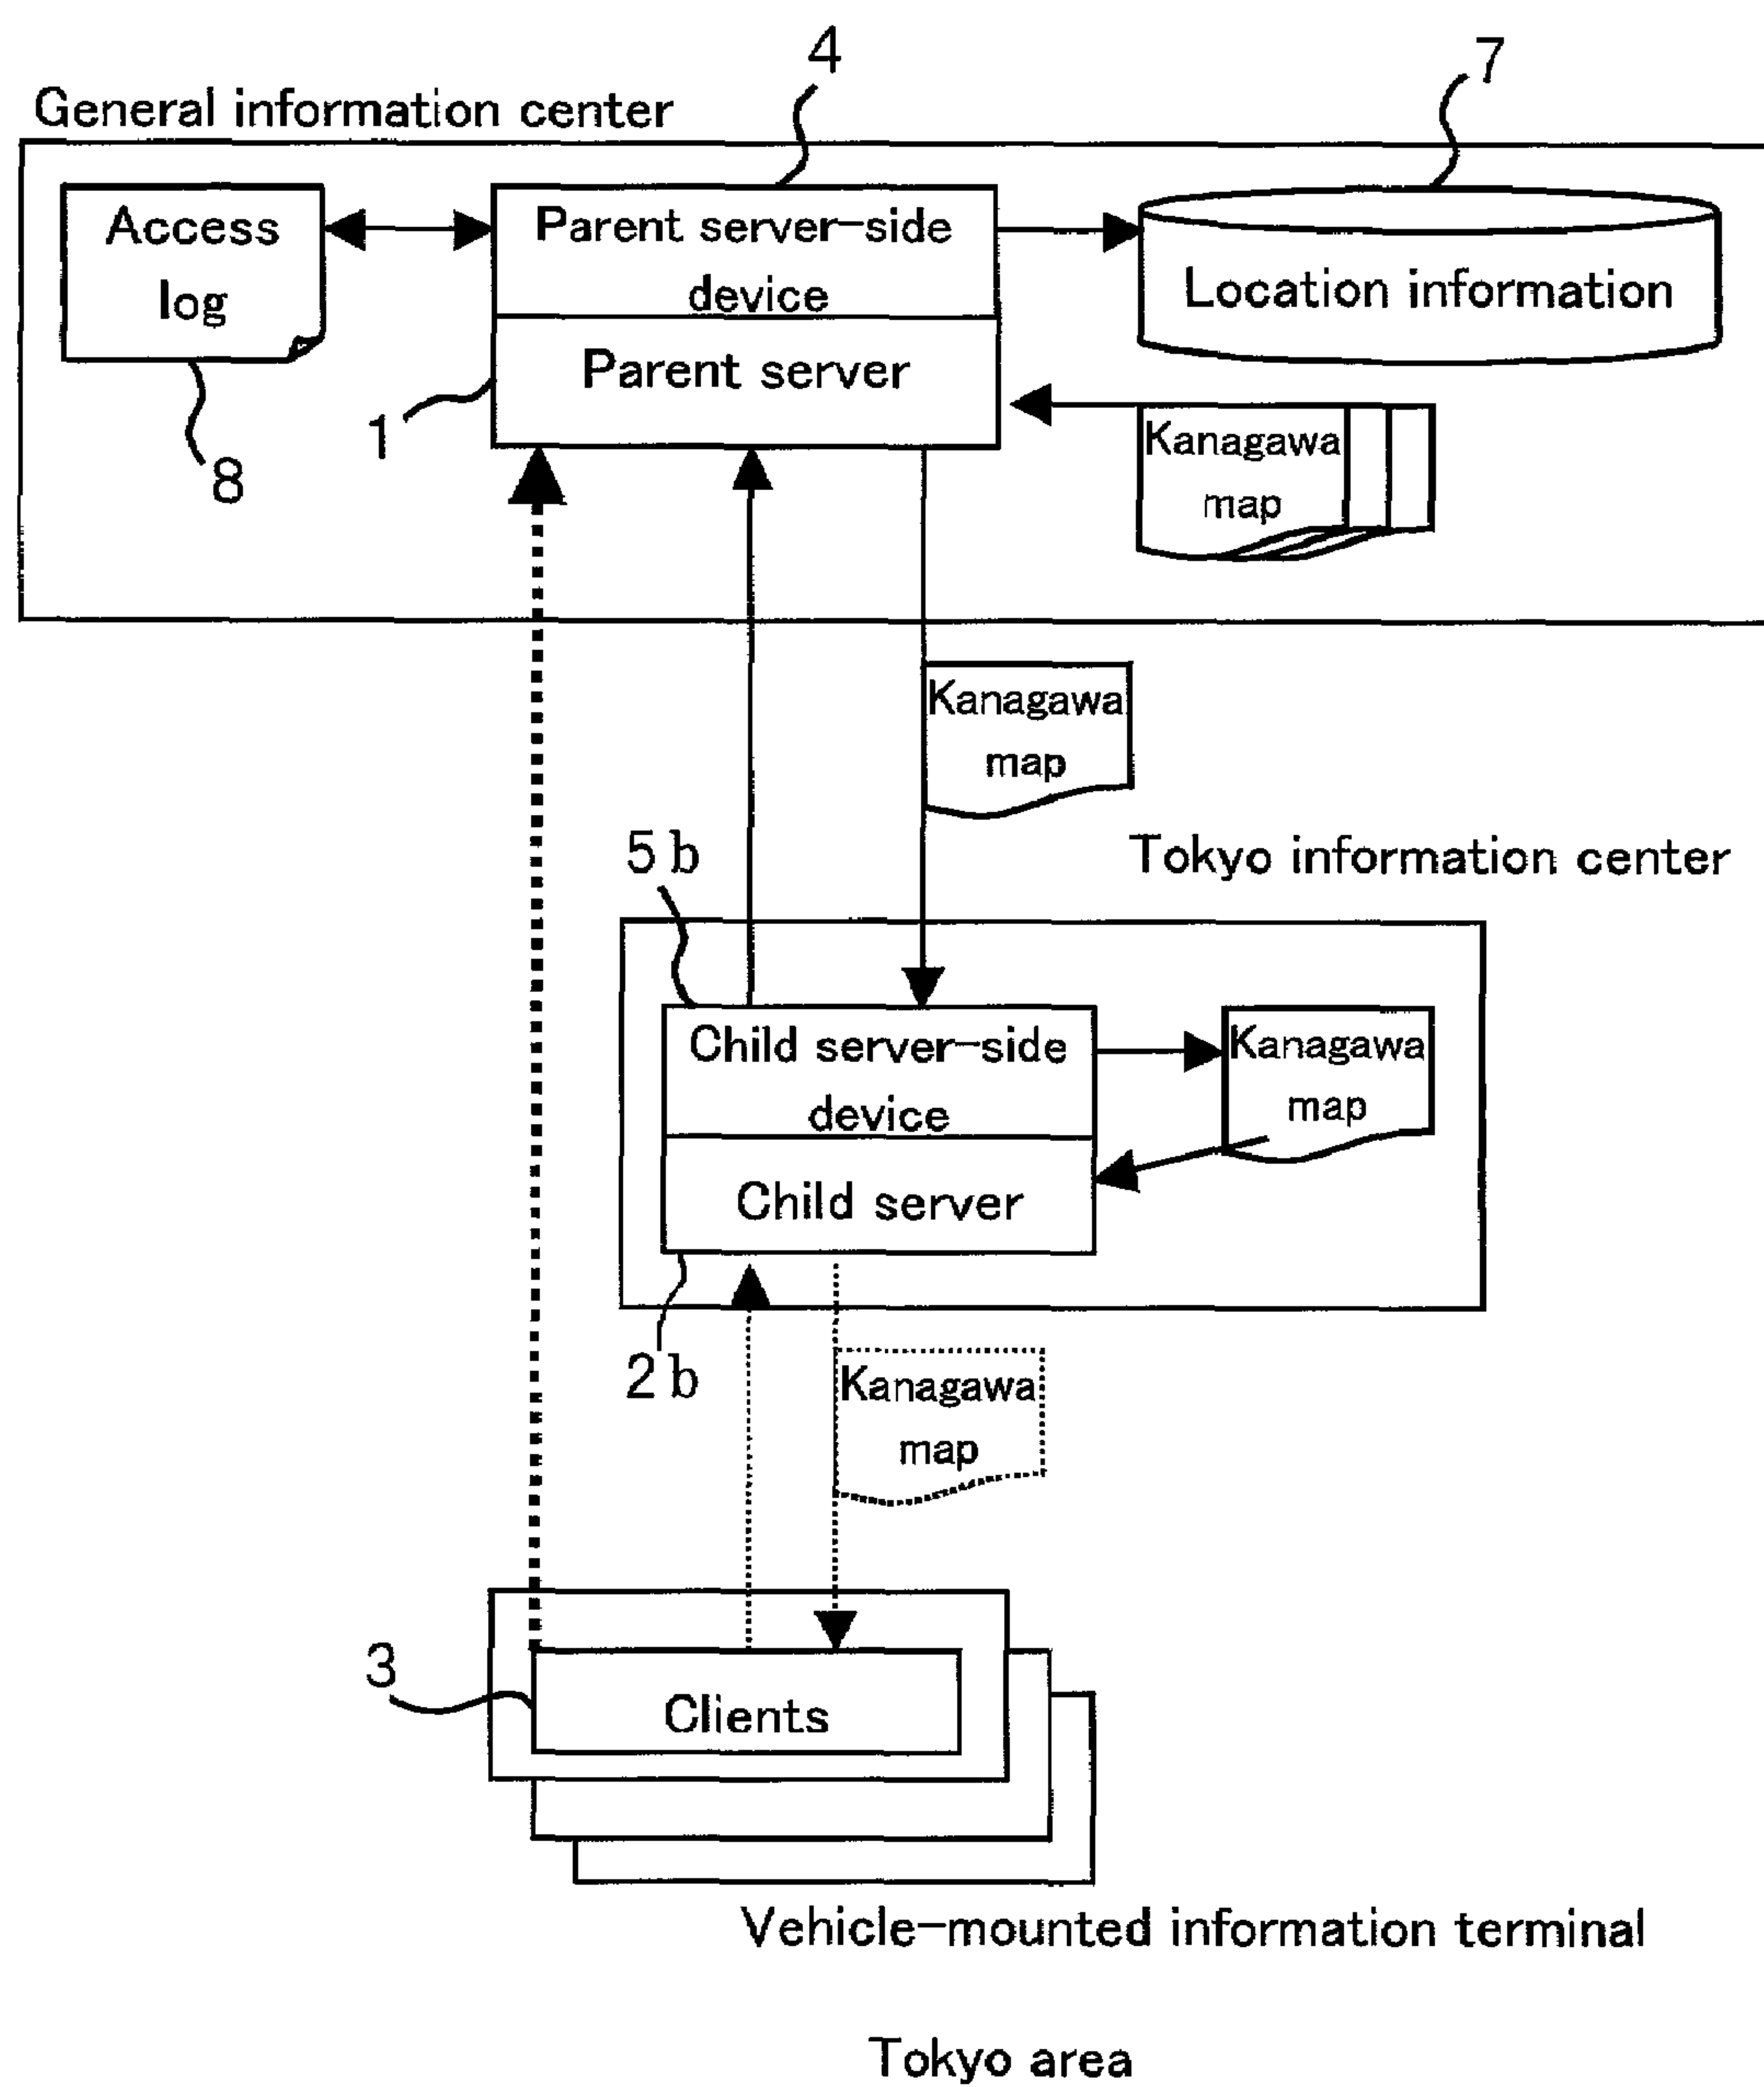 4
7
General information center
Access
log
Parent server-side
device
Location information
Parent server
1
8
Kanagawa
map
Kanagawa
map
Tokyo information center
5b
Child server-side
device
Kanagawa
map
Child server
2b
Kanagawa
map
3
Clients
Vehicle-mounted information terminal
Tokyo area